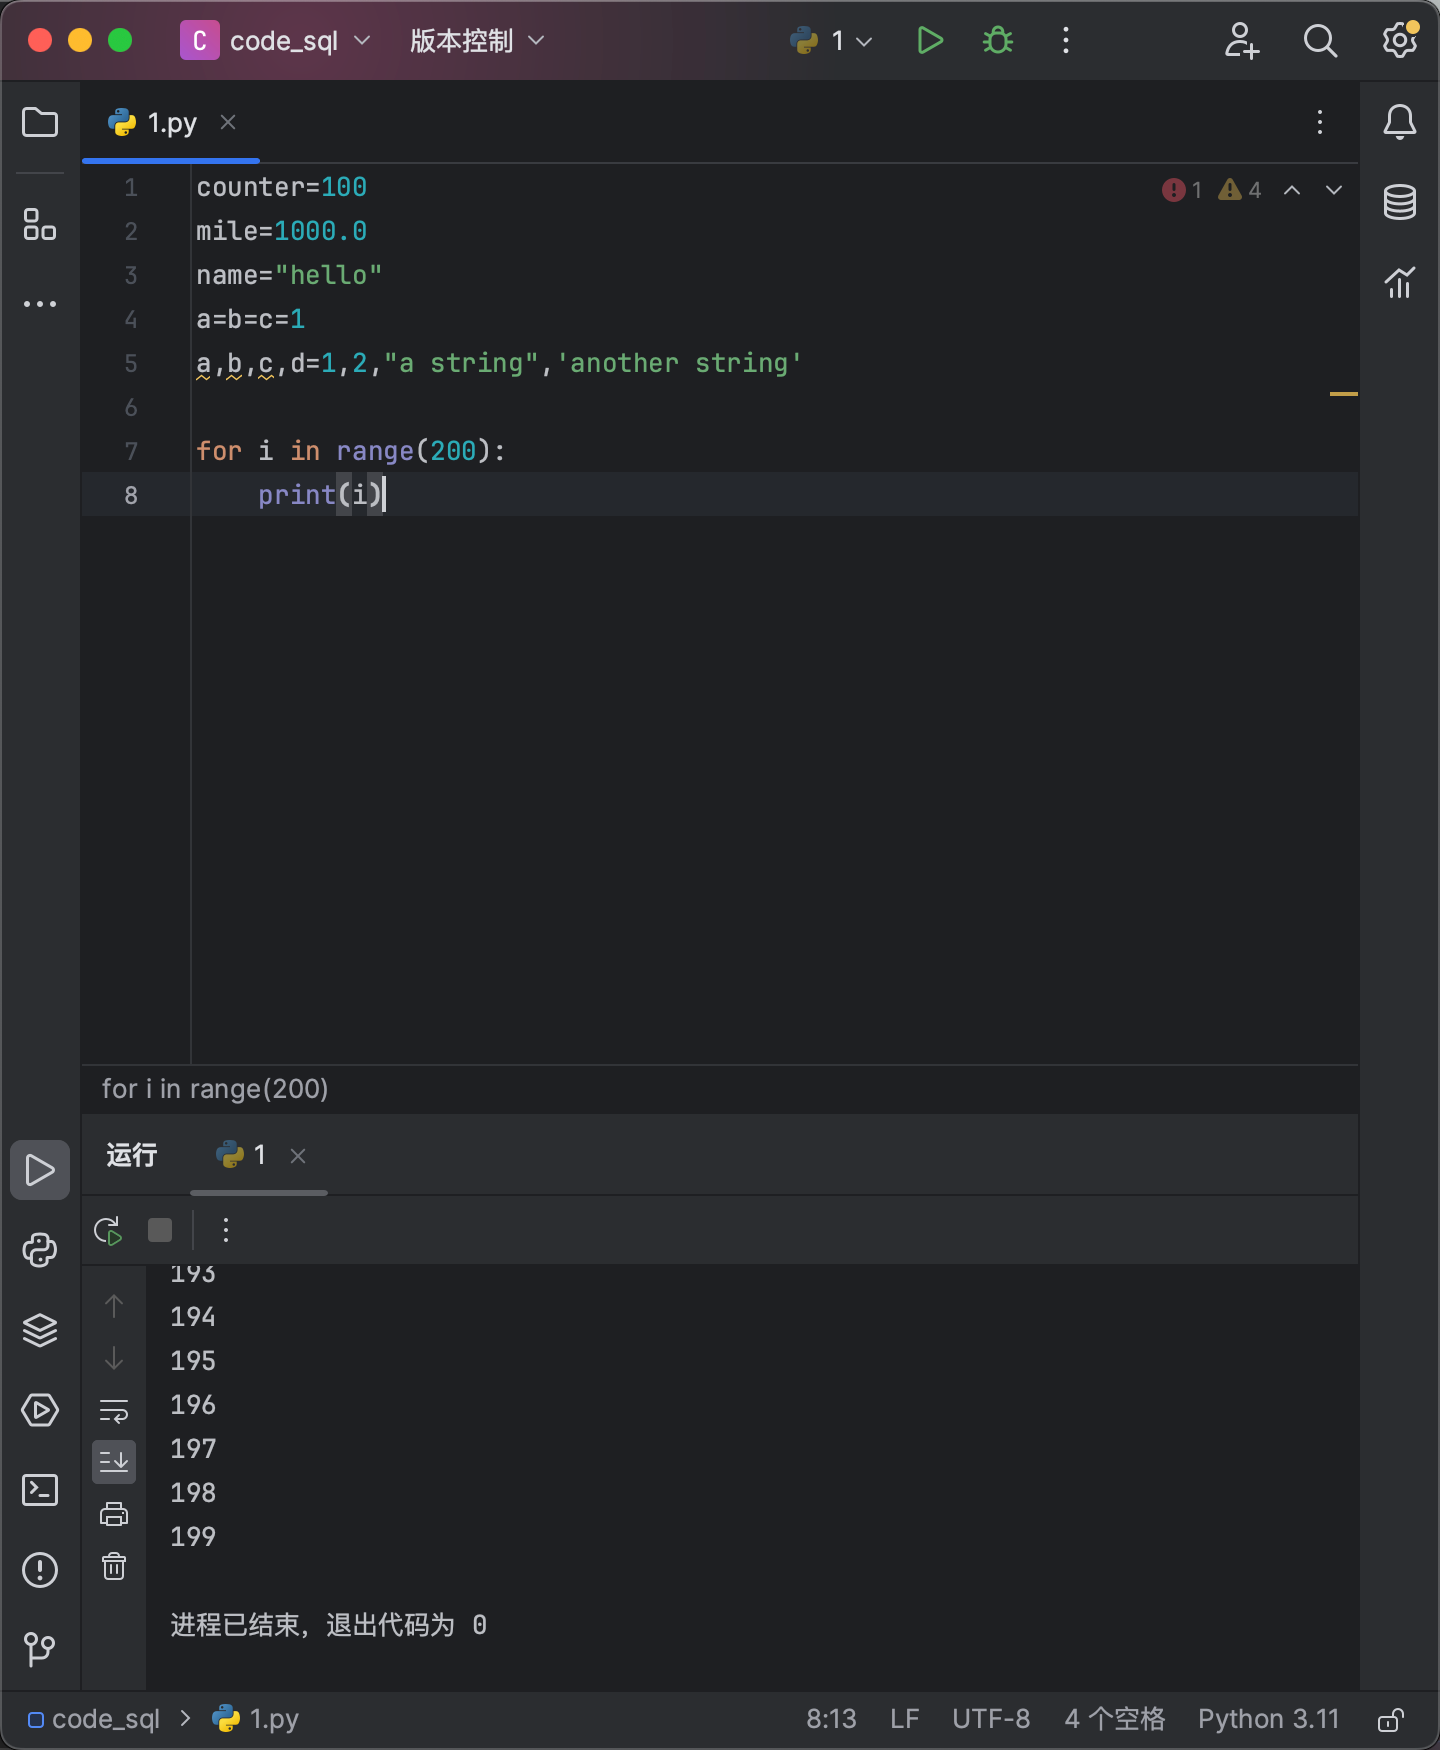 C code_sql 版本控制 1
1.py
1 counter=100
2 mile=1000.0
3 name="hello"
4 a=b=c=1
5 a,b,c,d=1,2,"a string",'another string'
6
7 for i in range(200):
8     print(i)
1 4
for i in range(200)
运行 1
193
194
195
196
197
198
199
进程已结束，退出代码为 0
code_sql > 1.py 8:13 LF UTF-8 4 个空格 Python 3.11